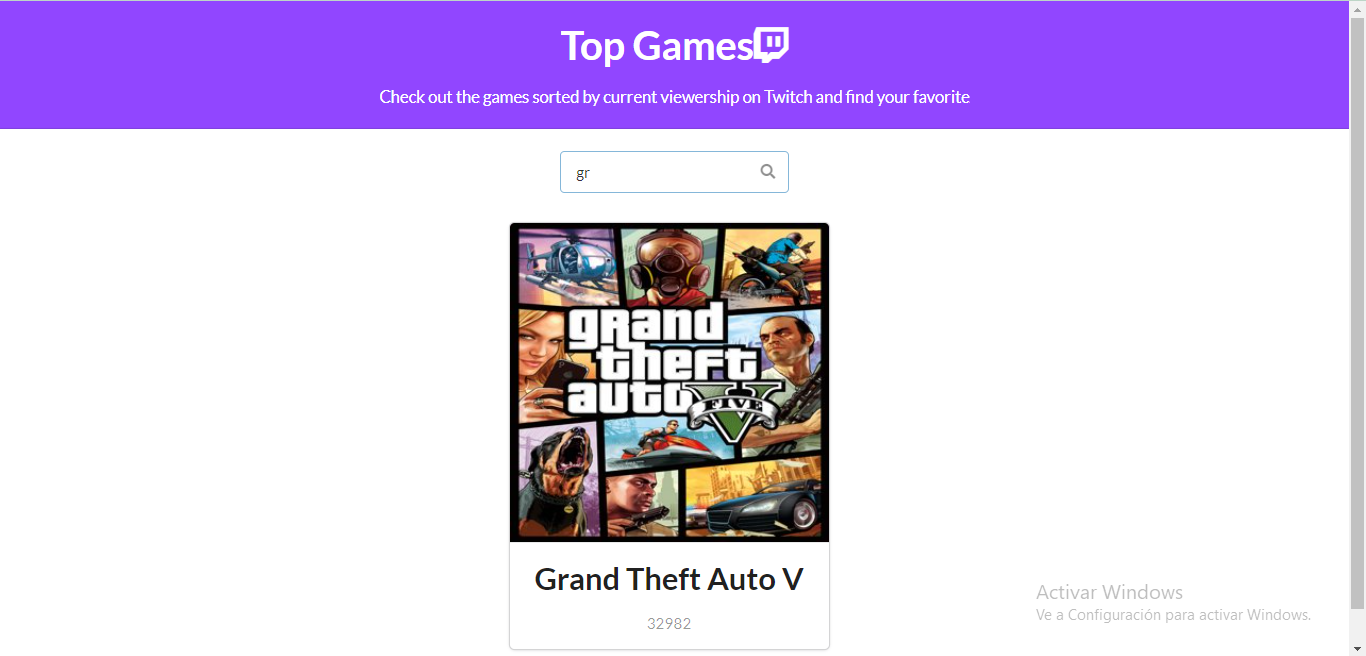 Top Games
Check out the games sorted by current viewership on Twitch and find your favorite
gr
grand
theft
auto
V
FIVE
Grand Theft Auto V
32982
Activar Windows
Ve a Configuración para activar Windows.